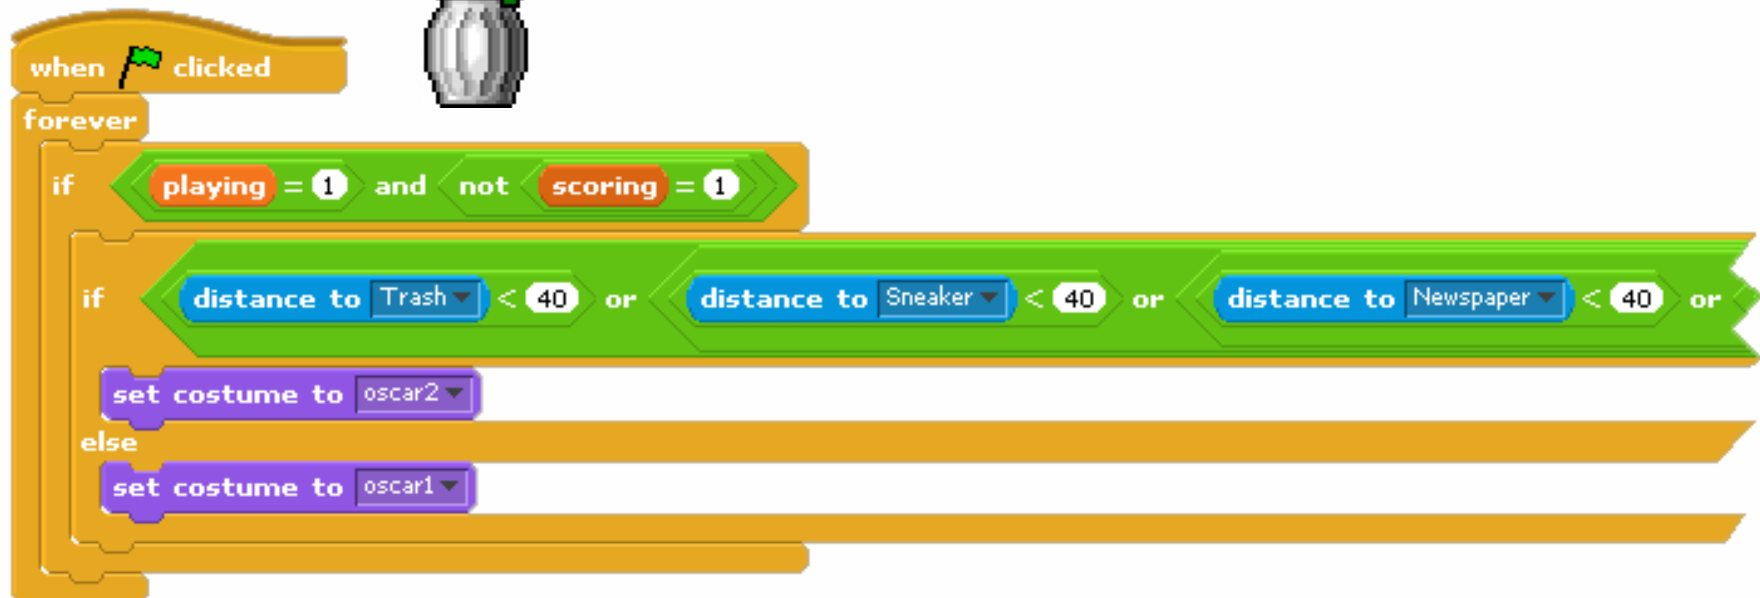 when clicked
forever
if playing = 1 and not scoring = 1
if distance to Trash < 40 or distance to Sneaker < 40 or distance to Newspaper < 40 or
set costume to oscar2
else
set costume to oscar1